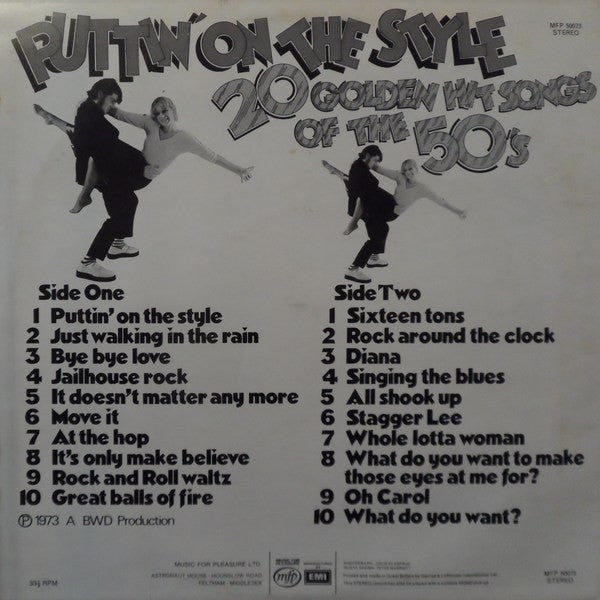 PUTTIN' ON THE STYLE
MFP 50025
STEREO
20 GOLDEN HIT SONGS
OF THE 50's
Side One
1 Puttin' on the style
2 Just walking in the rain
3 Bye bye love
4 Jailhouse rock
5 It doesn't matter any more
6 Move it
7 At the hop
8 It's only make believe
9 Rock and Roll waltz
10 Great balls of fire
Side Two
1 Sixteen tons
2 Rock around the clock
3 Diana
4 Singing the blues
5 All shook up
6 Stagger Lee
7 Whole lotta woman
8 What do you want to make
those eyes at me for?
9 Oh Carol
10 What do you want?
Ⓟ 1973 A BWD Production
33⅓ RPM
MUSIC FOR PLEASURE LTD.
ASTRONAUT HOUSE · HOUNSLOW ROAD
FELTHAM · MIDDLESEX
mfp
EMI
STEREO